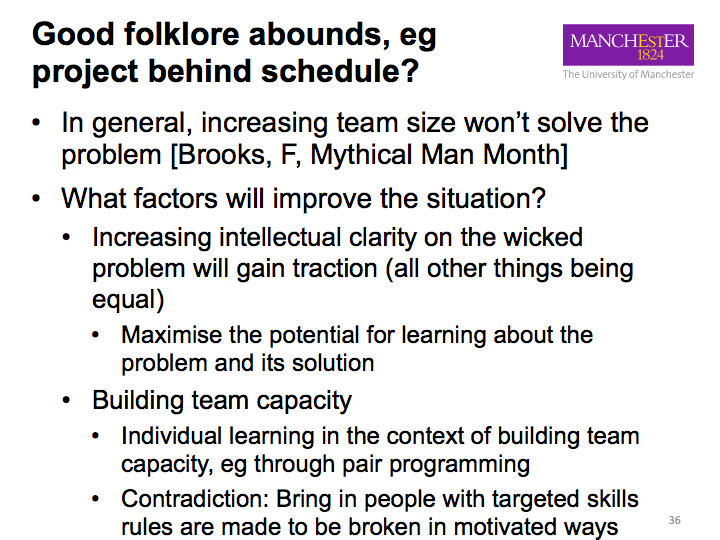 Good folklore abounds, eg
project behind schedule?
MANCHESTER
1824
The University of Manchester
• In general, increasing team size won't solve the
problem [Brooks, F, Mythical Man Month]
• What factors will improve the situation?
• Increasing intellectual clarity on the wicked
problem will gain traction (all other things being
equal)
• Maximise the potential for learning about the
problem and its solution
• Building team capacity
• Individual learning in the context of building team
capacity, eg through pair programming
• Contradiction: Bring in people with targeted skills
rules are made to be broken in motivated ways
36